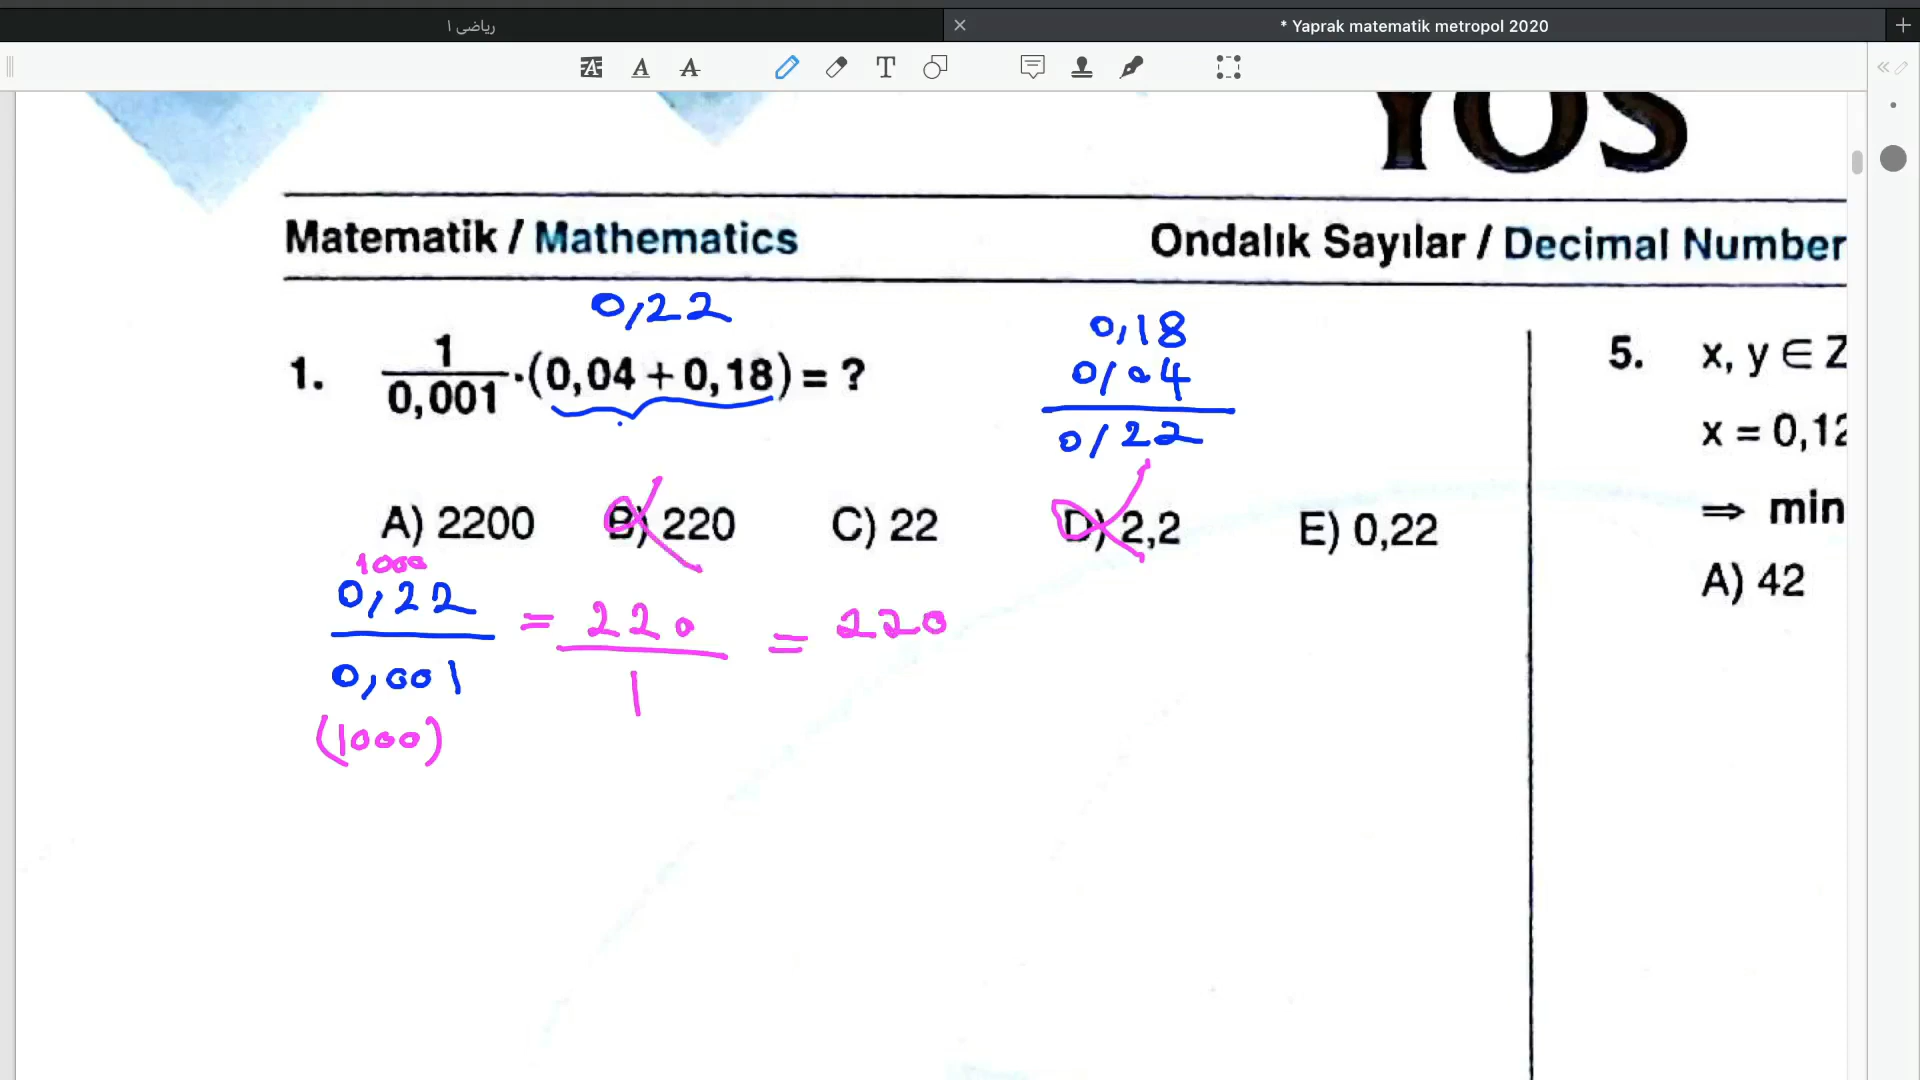 ریاضی ۱
* Yaprak matematik metropol 2020
YÖS
Matematik / Mathematics
Ondalık Sayılar / Decimal Number
0,22
1. 1/0,001 · (0,04 + 0,18) = ?
0,18
0,04
0,22
A) 2200 B) 220 C) 22 D) 2,2 E) 0,22
1000
0,22/0,001 = 220/1 = 220
(1000)
5. x, y ∈ Z
x = 0,12
⇒ min
A) 42